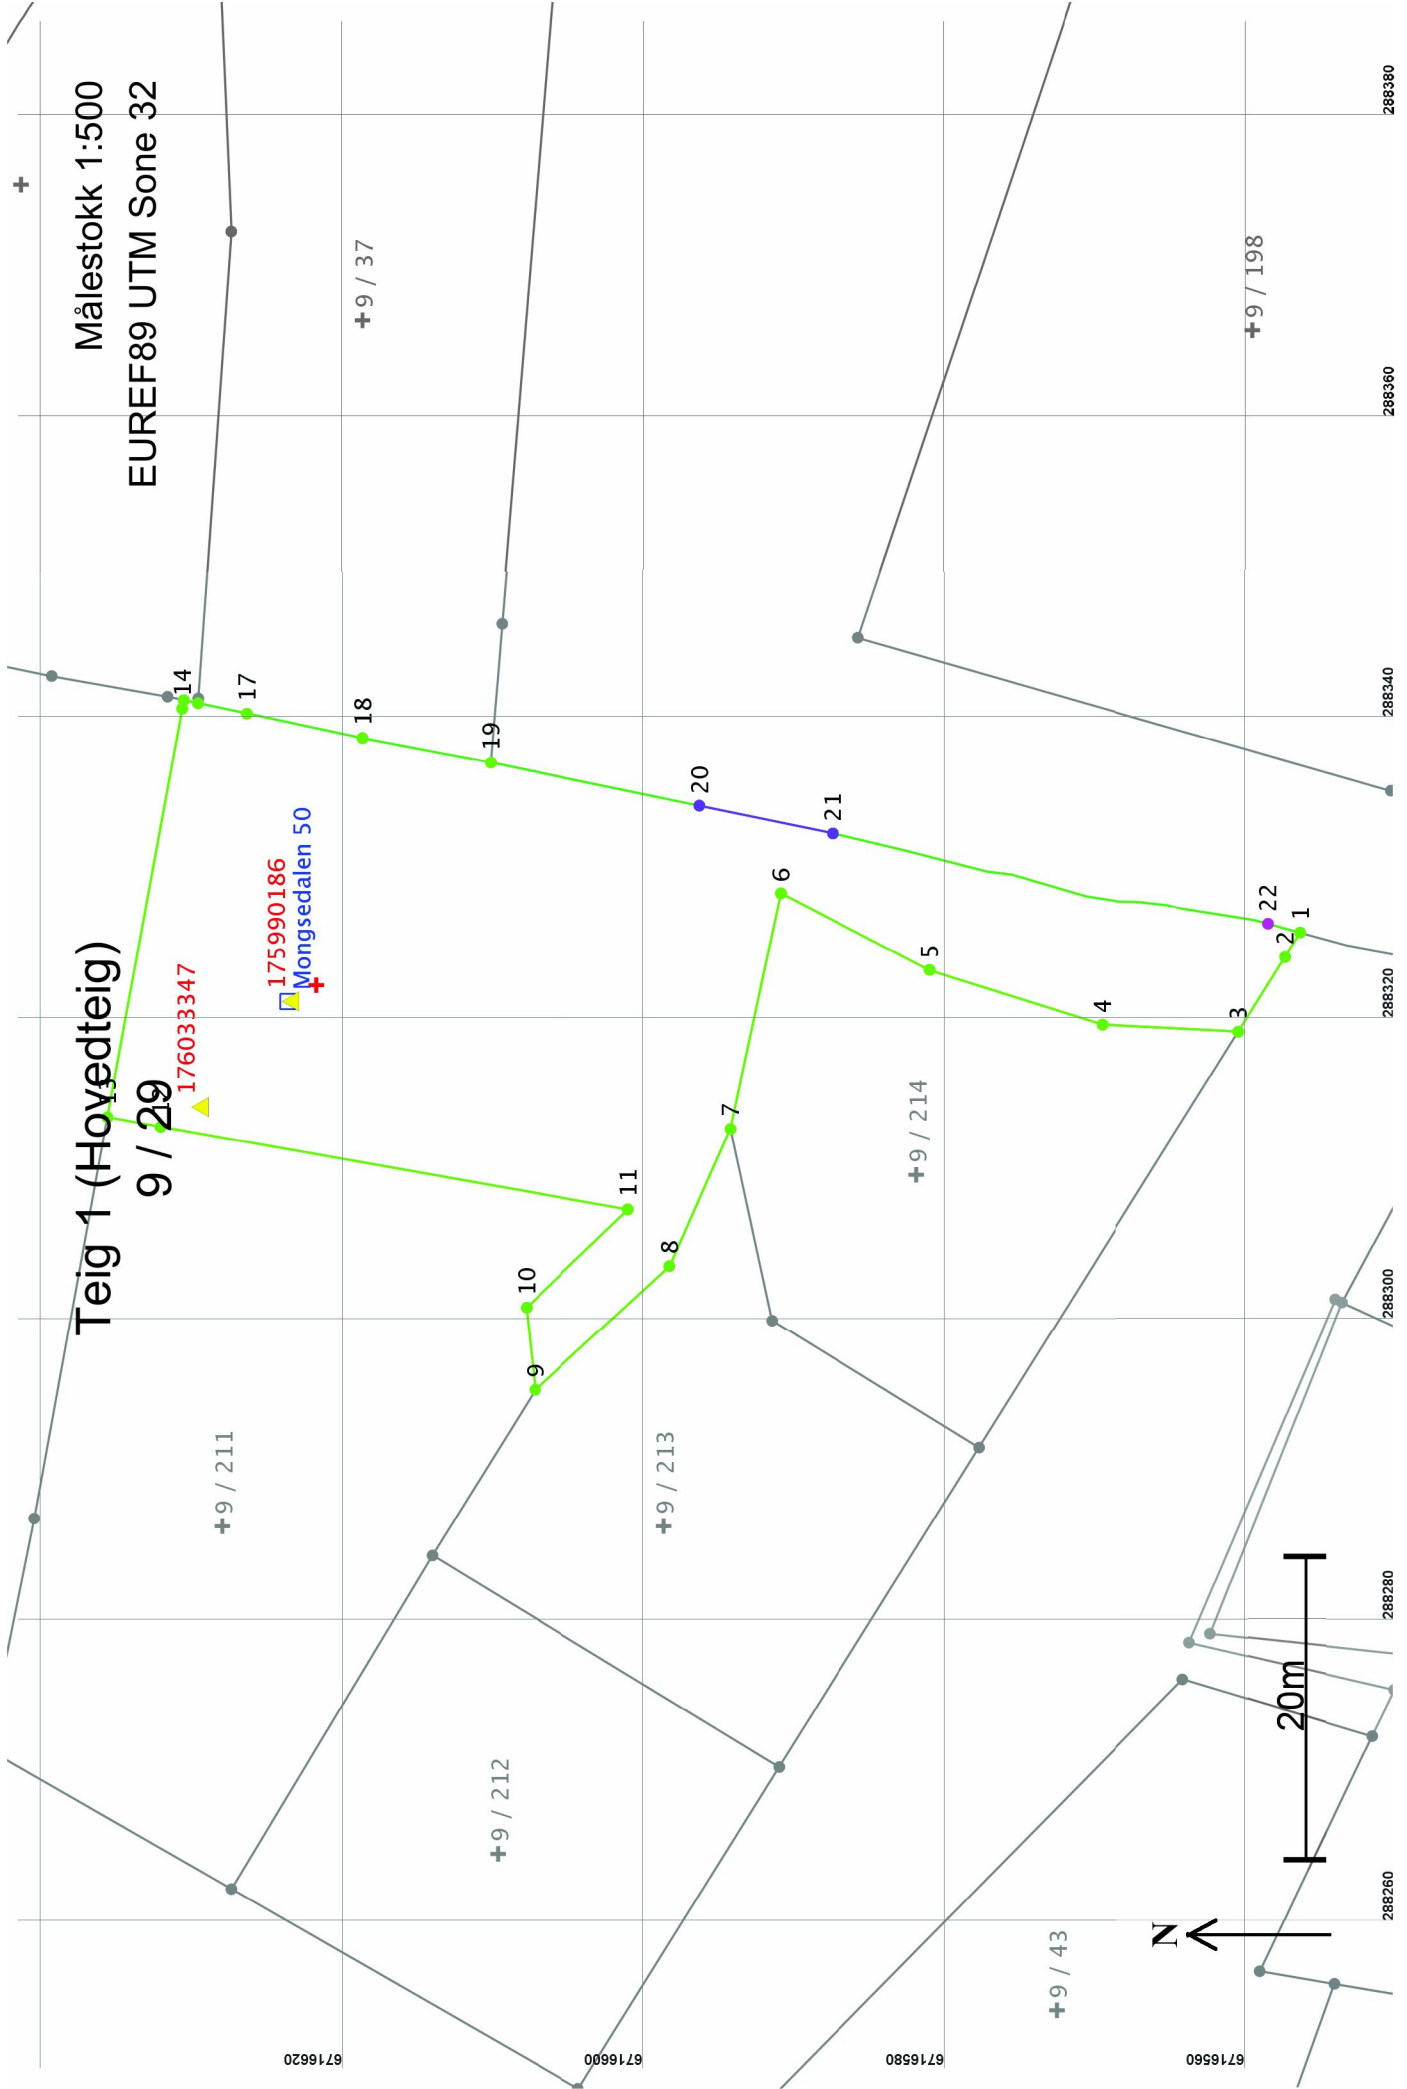 Målestokk 1:500
EUREF89 UTM Sone 32
Teig 1 (Hovedteig)
9 / 29
176033347
175990186
Mongsedalen 50
9 / 37
9 / 198
9 / 211
9 / 212
9 / 213
9 / 214
9 / 43
1
2
3
4
5
6
7
8
9
10
11
12
13
14
17
18
19
20
21
22
6716620
6716600
6716580
6716560
288260
288280
288300
288320
288340
288360
288380
N
20m